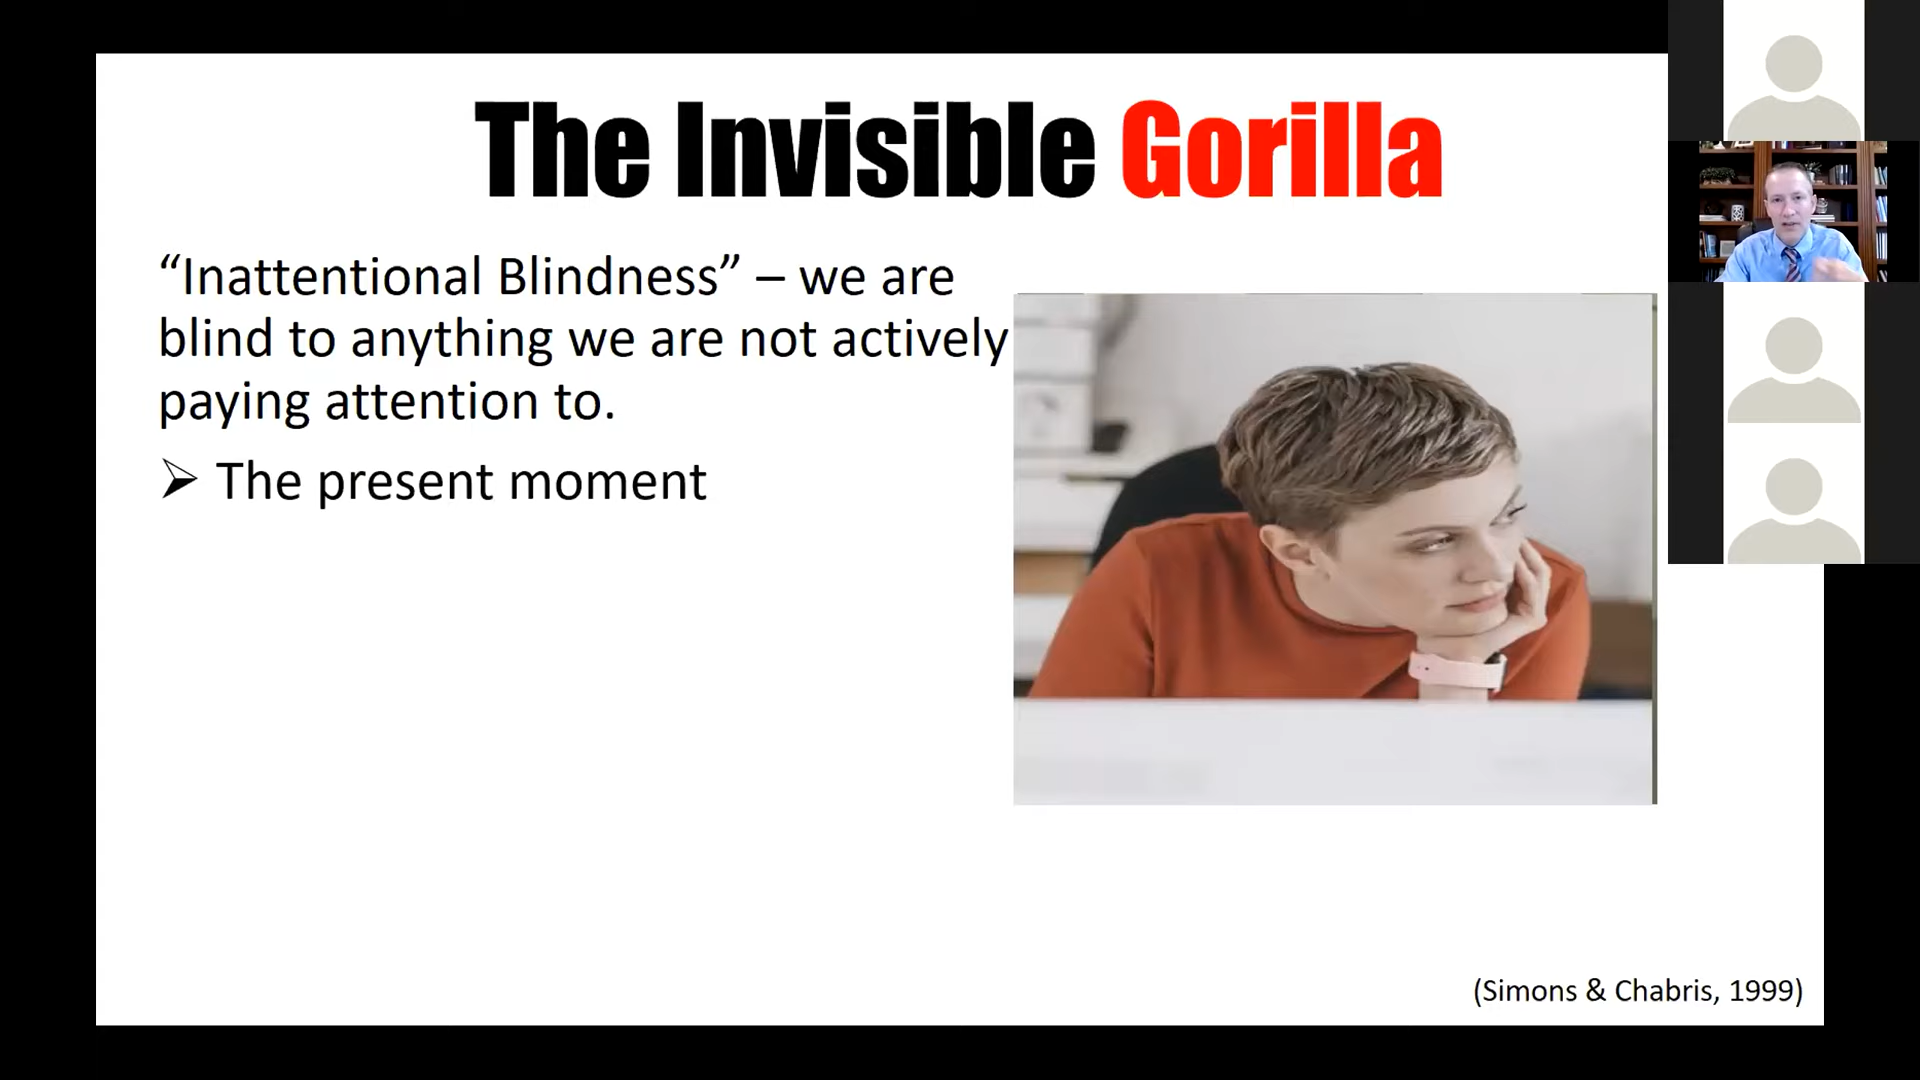 The Invisible Gorilla
“Inattentional Blindness” – we are
blind to anything we are not actively
paying attention to.
➢ The present moment
(Simons & Chabris, 1999)